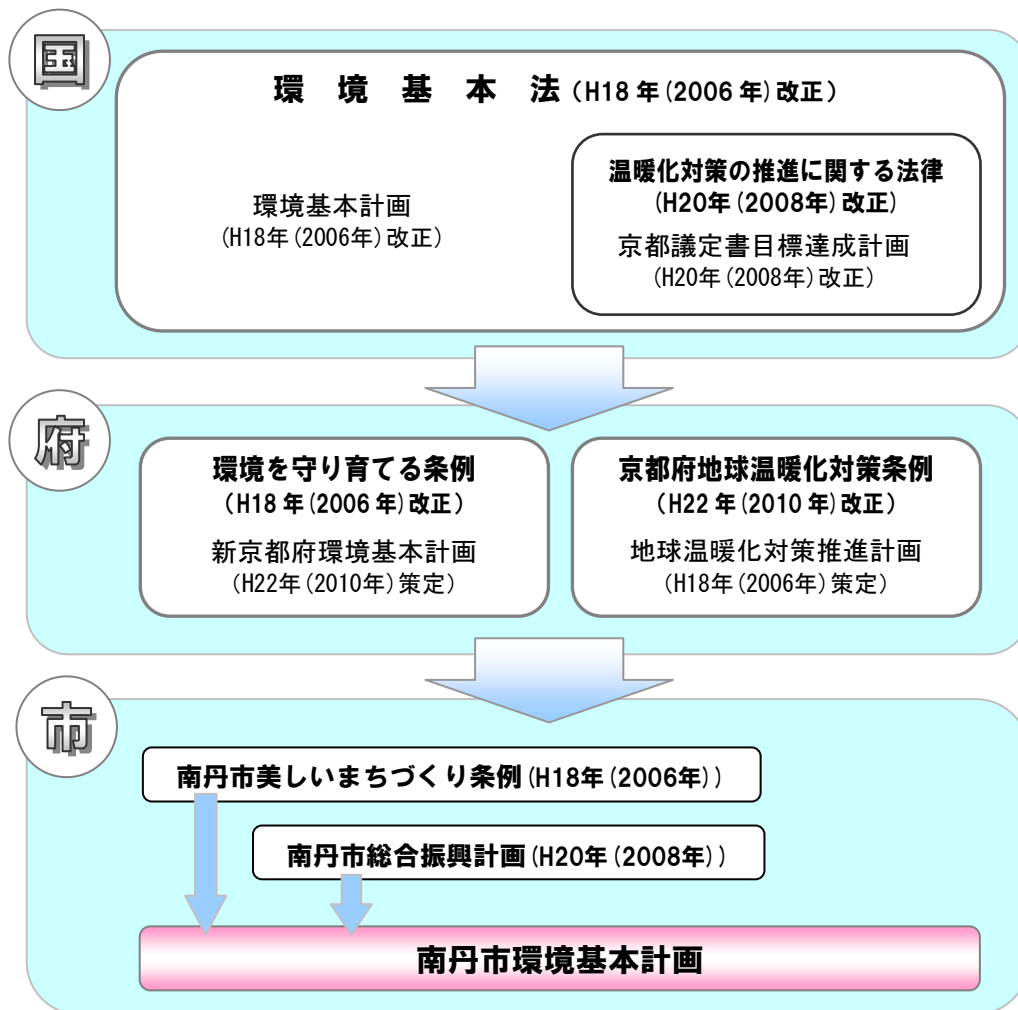 国
環境基本法(H18年(2006年)改正)
環境基本計画
(H18年(2006年)改正)
温暖化対策の推進に関する法律
(H20年(2008年)改正)
京都議定書目標達成計画
(H20年(2008年)改正)
府
環境を守り育てる条例
(H18年(2006年)改正)
新京都府環境基本計画
(H22年(2010年)策定)
京都府地球温暖化対策条例
(H22年(2010年)改正)
地球温暖化対策推進計画
(H18年(2006年)策定)
市
南丹市美しいまちづくり条例(H18年(2006年))
南丹市総合振興計画(H20年(2008年))
南丹市環境基本計画